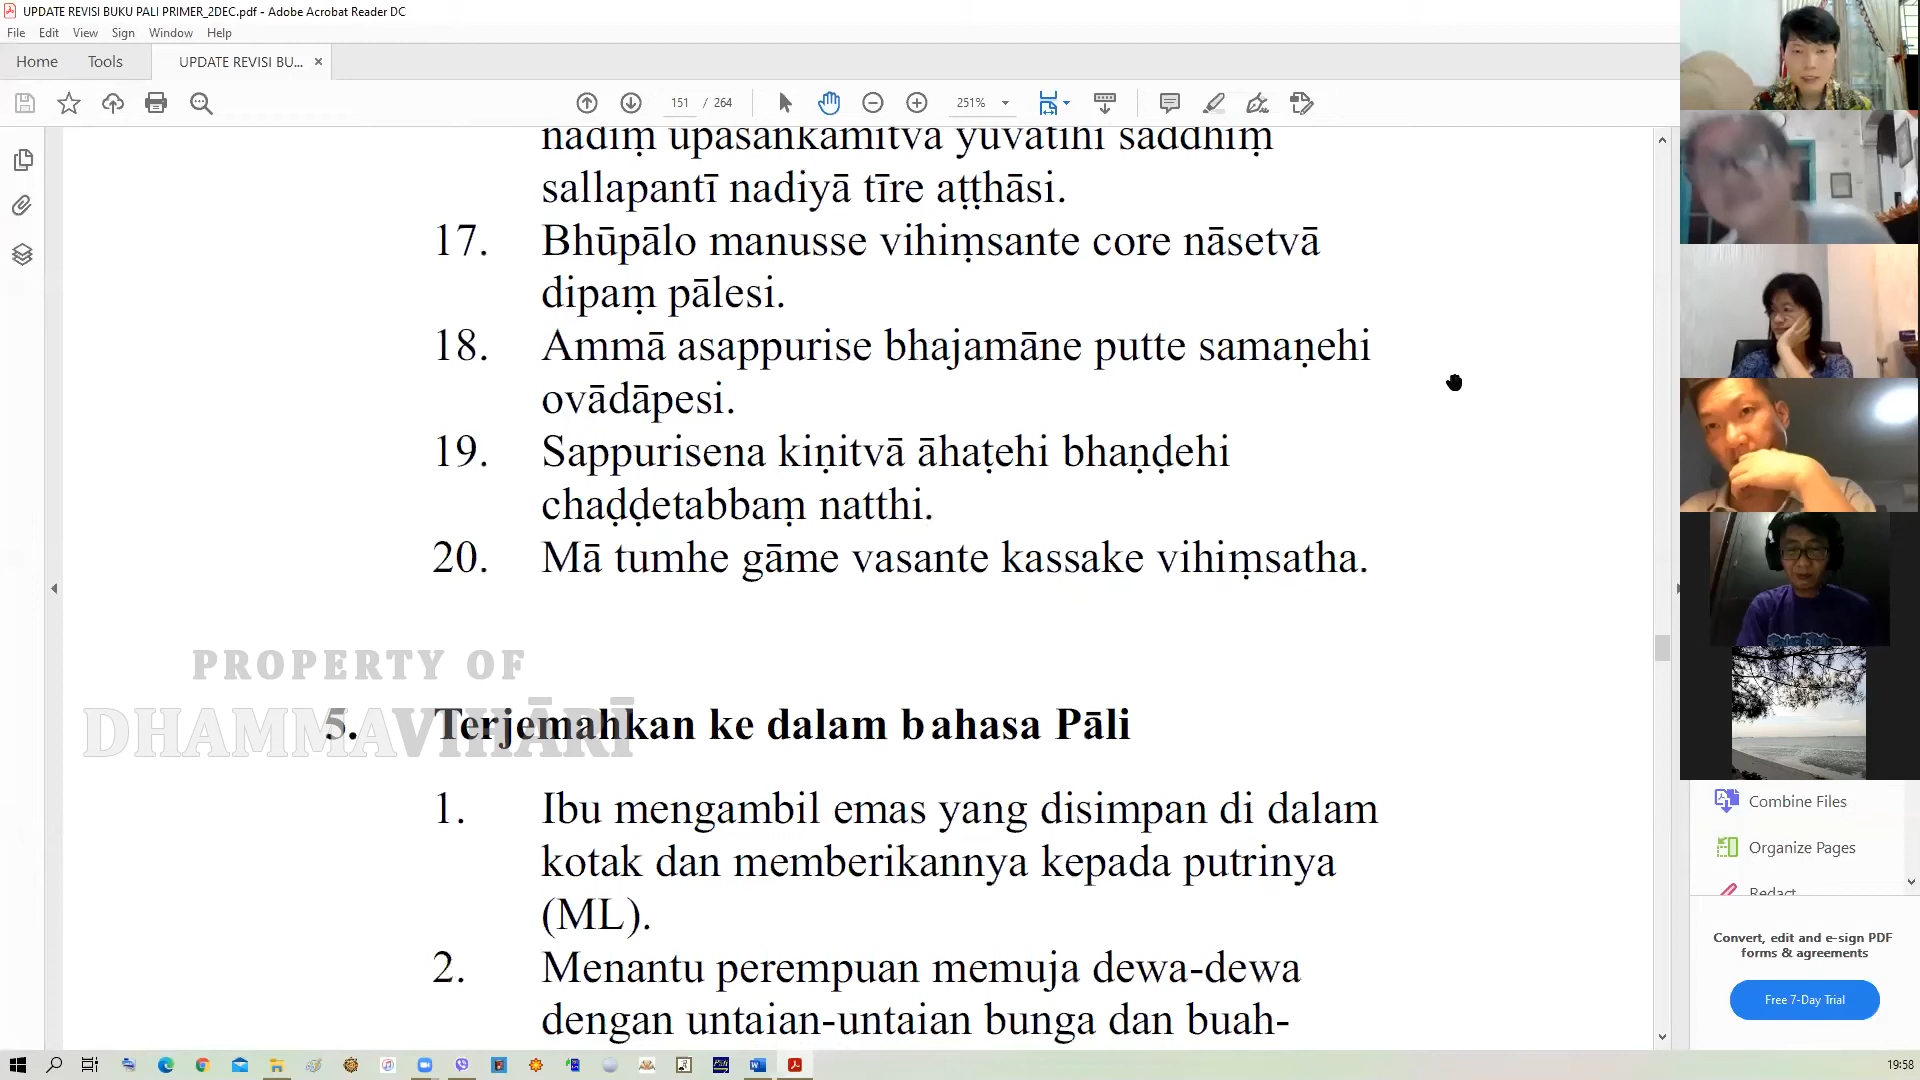 UPDATE REVISI BUKU PALI PRIMER_2DEC.pdf - Adobe Acrobat Reader DC
File Edit View Sign Window Help
Home Tools UPDATE REVISI BU... ×
151 / 264 251%
nadiṃ upasaṅkamitvā yuvatīhi saddhiṃ
sallapantī nadiyā tīre aṭṭhāsi.
17. Bhūpālo manusse vihiṃsante core nāsetvā
dipaṃ pālesi.
18. Ammā asappurise bhajamāne putte samaṇehi
ovādāpesi.
19. Sappurisena kiṇitvā āhaṭehi bhaṇḍehi
chaḍḍetabbaṃ natthi.
20. Mā tumhe gāme vasante kassake vihiṃsatha.
PROPERTY OF
DHAMMAVIHĀRĪ
5. Terjemahkan ke dalam bahasa Pāli
1. Ibu mengambil emas yang disimpan di dalam
kotak dan memberikannya kepada putrinya
(ML).
2. Menantu perempuan memuja dewa-dewa
dengan untaian-untaian bunga dan buah-
Combine Files
Organize Pages
Redact
Convert, edit and e-sign PDF
forms & agreements
Free 7-Day Trial
19:58